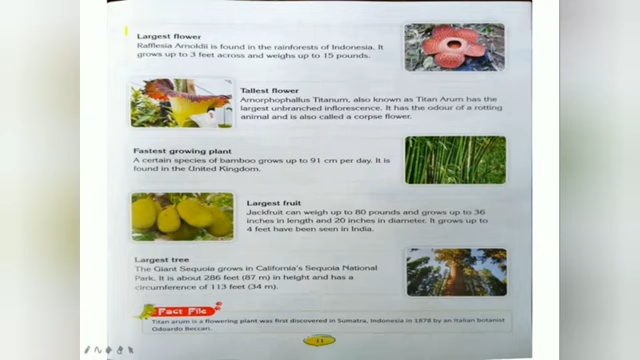 Largest flower
Rafflesia Arnoldii is found in the rainforests of Indonesia. It
grows up to 3 feet across and weighs up to 15 pounds.
Tallest flower
Amorphophallus Titanum, also known as Titan Arum has the
largest unbranched inflorescence. It has the odour of a rotting
animal and is also called a corpse flower.
Fastest growing plant
A certain species of bamboo grows up to 91 cm per day. It is
found in the United Kingdom.
Largest fruit
Jackfruit can weigh up to 80 pounds and grows up to 36
inches in length and 20 inches in diameter. It grows up to
4 feet have been seen in India.
Largest tree
The Giant Sequoia grows in California's Sequoia National
Park. It is about 286 feet (87 m) in height and has a
circumference of 113 feet (34 m).
Fact File
Titan arum is a flowering plant was first discovered in Sumatra, Indonesia in 1878 by an Italian botanist
Odoardo Beccari.